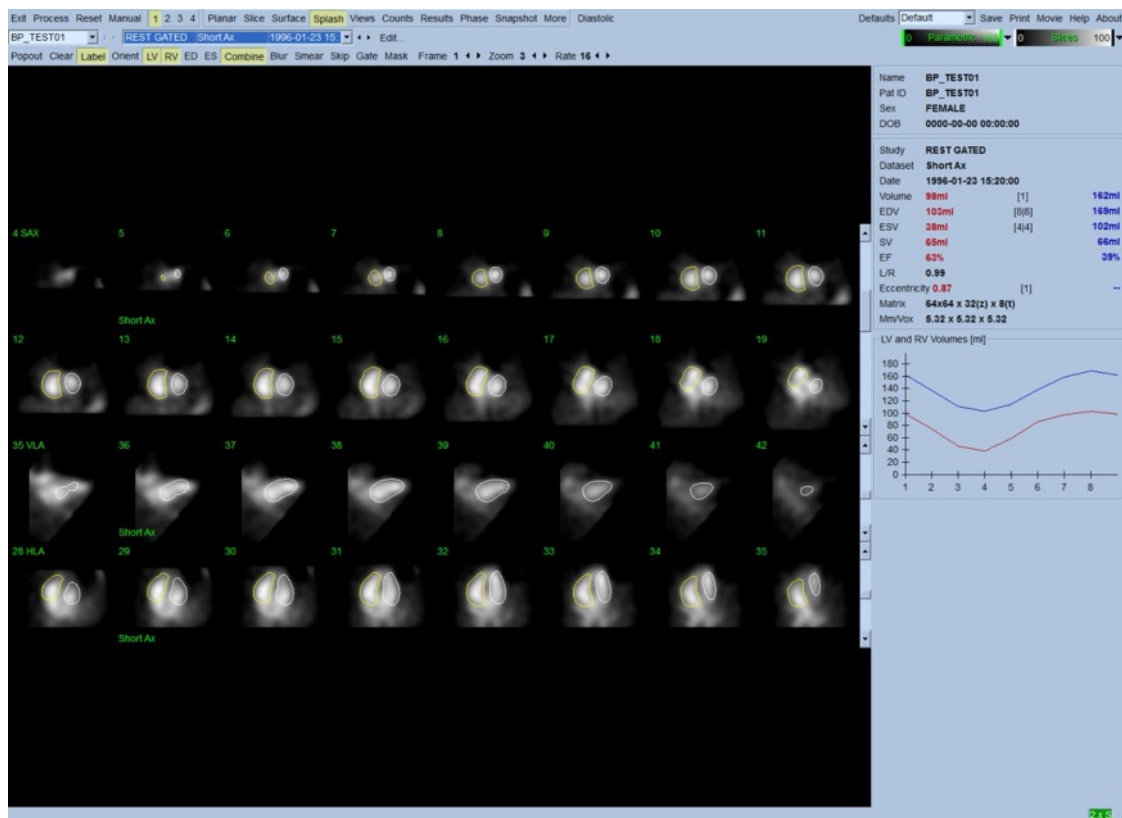 Exit Process Reset Manual 1 2 3 4 Planar Slice Surface Splash Views Counts Results Phase Snapshot More Diastolic Defaults Default Save Print Movie Help About
BP_TEST01 REST GATED Short Ax 1996-01-23 15: Edit... 0 Parametric 0 Slices 100
Popout Clear Label Orient LV RV ED ES Combine Blur Smear Skip Gate Mask Frame 1 Zoom 3 Rate 16
Name BP_TEST01
Pat ID BP_TEST01
Sex FEMALE
DOB 0000-00-00 00:00:00
Study REST GATED
Dataset Short Ax
Date 1996-01-23 15:20:00
Volume 98ml [1] 162ml
EDV 103ml [8|8] 169ml
ESV 38ml [4|4] 102ml
SV 65ml 66ml
EF 63% 39%
L/R 0.99
Eccentricity 0.87 [1] --
Matrix 64x64 x 32(z) x 8(t)
Mm/Vox 5.32 x 5.32 x 5.32
LV and RV Volumes [ml]
180
160
140
120
100
80
60
40
20
0
1 2 3 4 5 6 7 8
4 SAX 5 6 7 8 9 10 11
Short Ax
12 13 14 15 16 17 18 19
35 VLA 36 37 38 39 40 41 42
Short Ax
28 HLA 29 30 31 32 33 34 35
Short Ax
2 x S